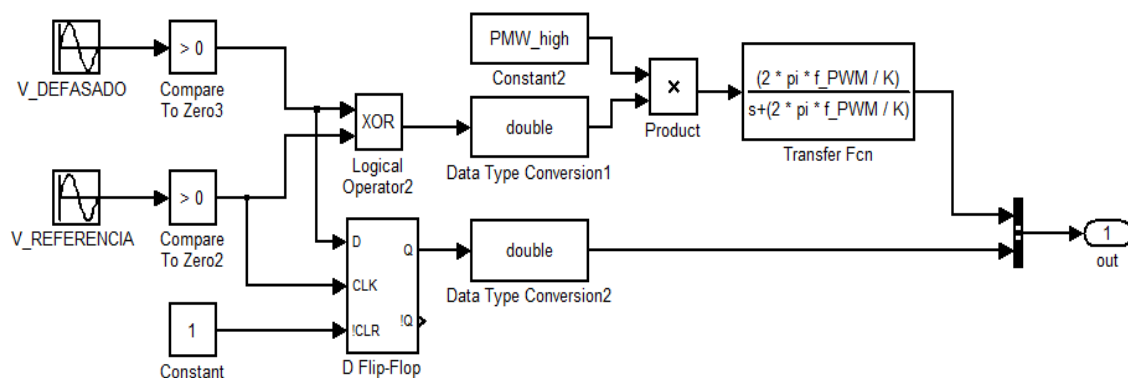 V_DEFASADO
> 0
Compare
To Zero3
PMW_high
Constant2
XOR
Logical
Operator2
double
Data Type Conversion1
×
Product
(2 * pi * f_PWM / K)
s+(2 * pi * f_PWM / K)
Transfer Fcn
V_REFERENCIA
> 0
Compare
To Zero2
1
Constant
D
CLK
!CLR
Q
!Q
D Flip-Flop
double
Data Type Conversion2
1
out